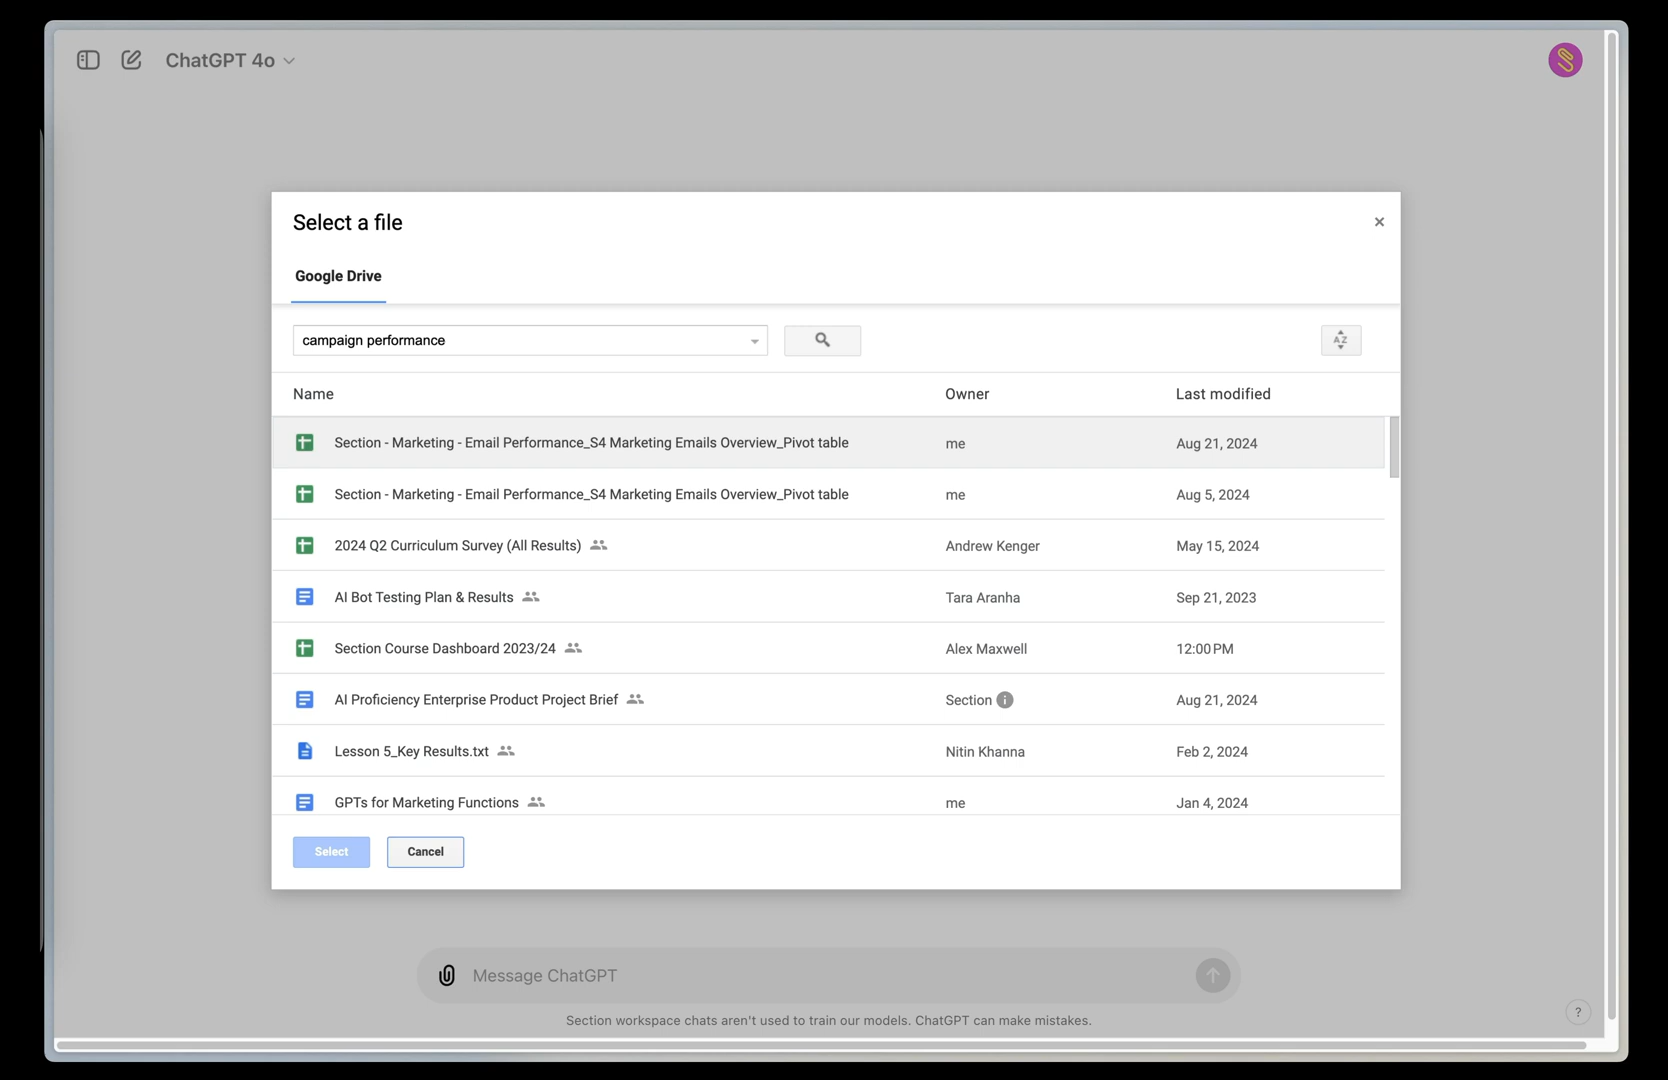 ChatGPT 4o
Select a file
×
Google Drive
campaign performance
AZ
Name Owner Last modified
Section - Marketing - Email Performance_S4 Marketing Emails Overview_Pivot table me Aug 21, 2024
Section - Marketing - Email Performance_S4 Marketing Emails Overview_Pivot table me Aug 5, 2024
2024 Q2 Curriculum Survey (All Results) Andrew Kenger May 15, 2024
AI Bot Testing Plan & Results Tara Aranha Sep 21, 2023
Section Course Dashboard 2023/24 Alex Maxwell 12:00 PM
AI Proficiency Enterprise Product Project Brief Section i Aug 21, 2024
Lesson 5_Key Results.txt Nitin Khanna Feb 2, 2024
GPTs for Marketing Functions me Jan 4, 2024
Select Cancel
Message ChatGPT
Section workspace chats aren't used to train our models. ChatGPT can make mistakes.
?